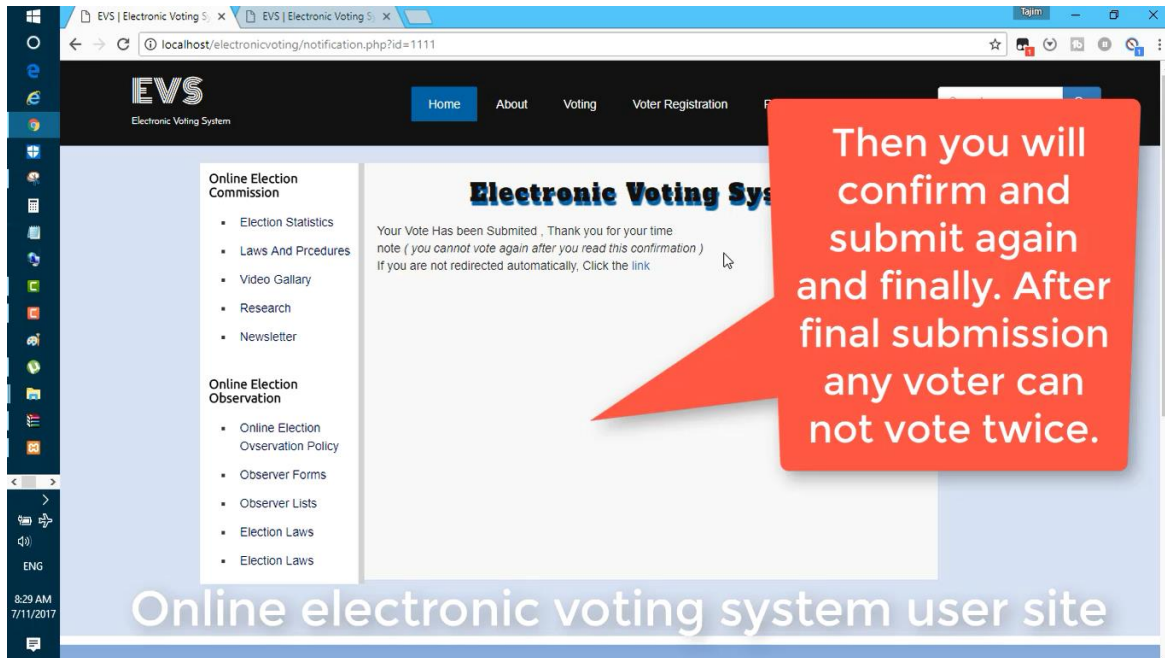 EVS | Electronic Voting S
EVS | Electronic Voting S
Tajim
localhost/electronicvoting/notification.php?id=1111
EVS
Electronic Voting System
Home
About
Voting
Voter Registration
Online Election
Commission
Election Statistics
Laws And Prcedures
Video Gallary
Research
Newsletter
Online Election
Observation
Online Election
Ovservation Policy
Observer Forms
Observer Lists
Election Laws
Election Laws
Electronic Voting Sys
Your Vote Has been Submited , Thank you for your time
note ( you cannot vote again after you read this confirmation )
If you are not redirected automatically, Click the link
Then you will
confirm and
submit again
and finally. After
final submission
any voter can
not vote twice.
ENG
8:29 AM
7/11/2017
Online electronic voting system user site